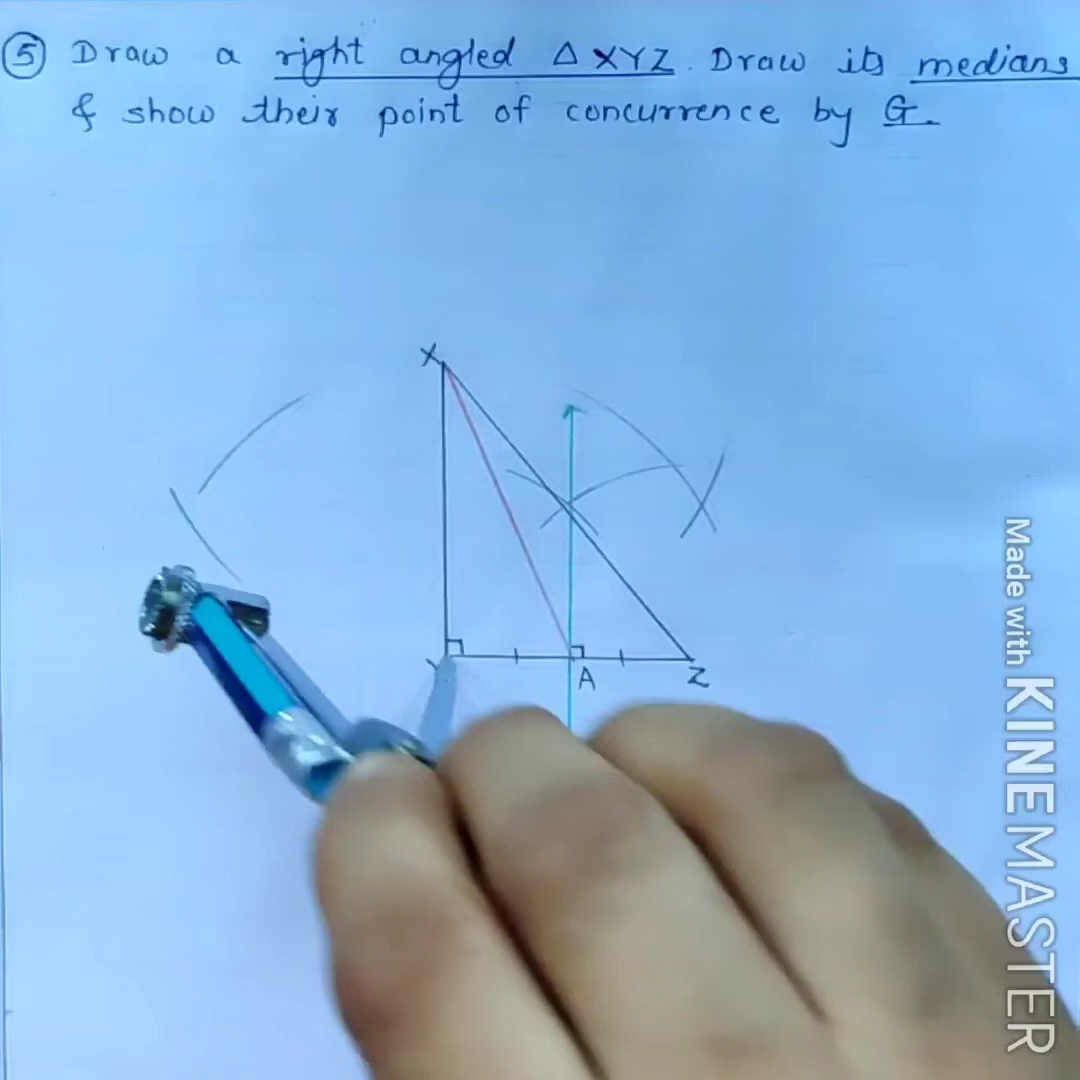 ⑤ Draw a right angled △XYZ. Draw its medians
& show their point of concurrence by G.
X
A
Z
Made with KINEMASTER